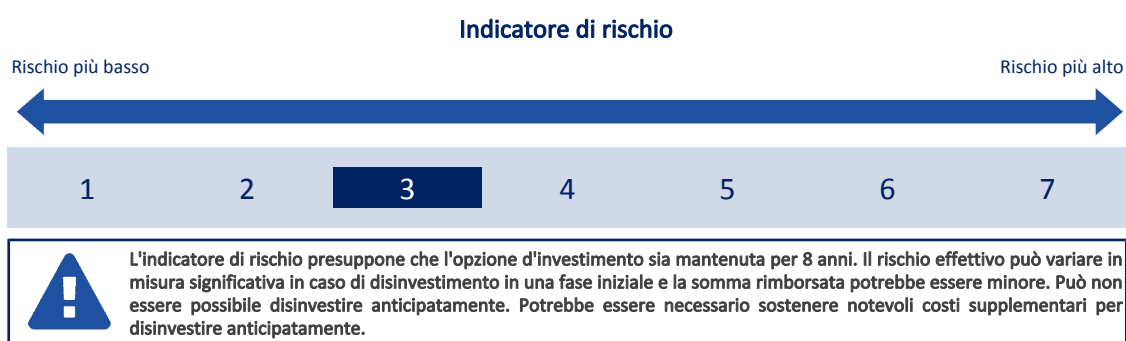 Indicatore di rischio
Rischio più basso
Rischio più alto
1 2 3 4 5 6 7
L'indicatore di rischio presuppone che l'opzione d'investimento sia mantenuta per 8 anni. Il rischio effettivo può variare in
misura significativa in caso di disinvestimento in una fase iniziale e la somma rimborsata potrebbe essere minore. Può non
essere possibile disinvestire anticipatamente. Potrebbe essere necessario sostenere notevoli costi supplementari per
disinvestire anticipatamente.